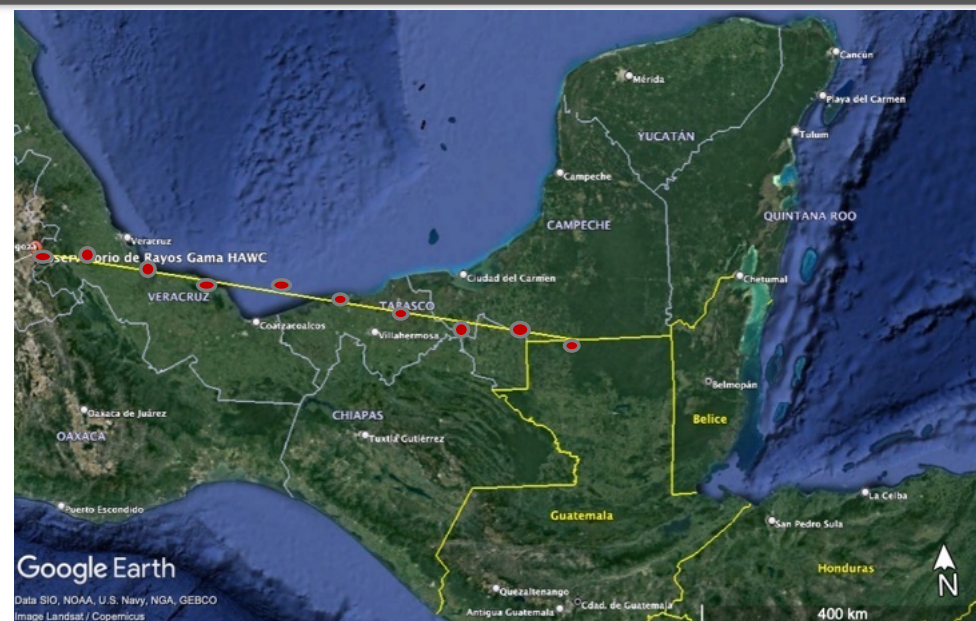 Cancún
Mérida
Playa del Carmen
YUCATÁN
Tulum
Campeche
QUINTANA ROO
CAMPECHE
Veracruz
goza
orio de Rayos Gama HAWC
Ciudad del Carmen
Chetumal
VERACRUZ
TABASCO
Coatzacoalcos
Villahermosa
Belmopán
Oaxaca de Juárez
CHIAPAS
Belice
OAXACA
Tuxtla Gutiérrez
La Ceiba
Puerto Escondido
Guatemala
San Pedro Sula
Google Earth
Honduras
N
Quezaltenango
Data SIO, NOAA, U.S. Navy, NGA, GEBCO
Cdad. de Guatemala
Antigua Guatemala
400 km
Image Landsat / Copernicus